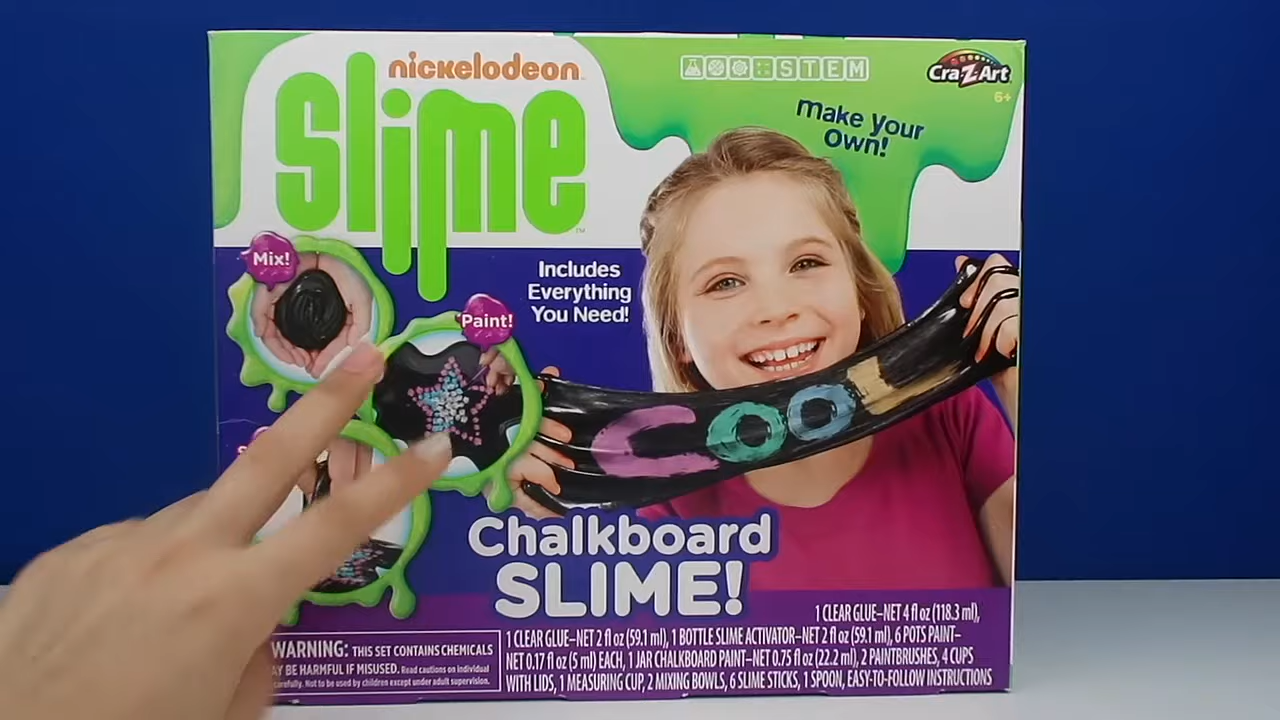 nickelodeon
slime™
STEM
Cra-Z-Art
6+
Make Your
Own!
Mix!
Includes
Everything
You Need!
Paint!
COOL
Chalkboard
SLIME!
1 CLEAR GLUE–NET 4 fl oz (118.3 ml),
1 CLEAR GLUE–NET 2 fl oz (59.1 ml), 1 BOTTLE SLIME ACTIVATOR–NET 2 fl oz (59.1 ml), 6 POTS PAINT–
NET 0.17 fl oz (5 ml) EACH, 1 JAR CHALKBOARD PAINT–NET 0.75 fl oz (22.2 ml), 2 PAINTBRUSHES, 4 CUPS
WITH LIDS, 1 MEASURING CUP, 2 MIXING BOWLS, 6 SLIME STICKS, 1 SPOON, EASY-TO-FOLLOW INSTRUCTIONS
WARNING: THIS SET CONTAINS CHEMICALS
AY BE HARMFUL IF MISUSED. Read cautions on individual
carefully. Not to be used by children except under adult supervision.